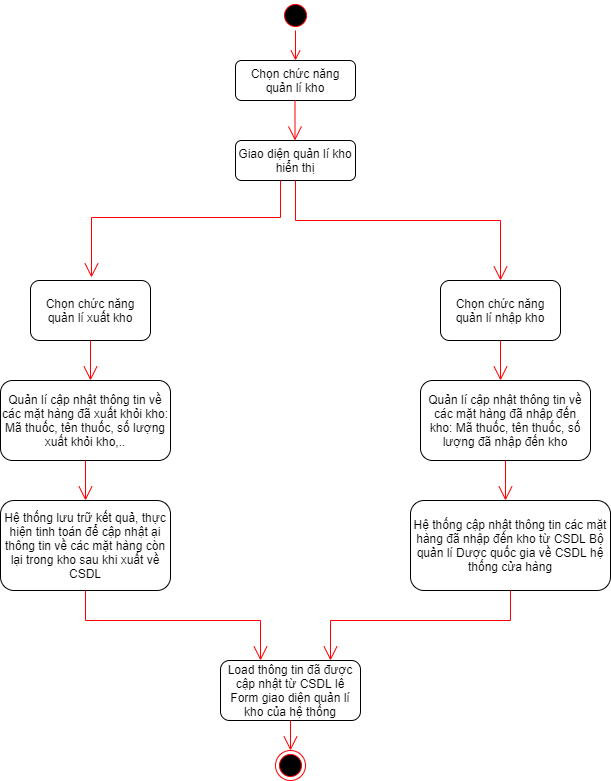 Chọn chức năng
quản lí kho
Giao diện quản lí kho
hiển thị
Chọn chức năng
quản lí xuất kho
Chọn chức năng
quản lí nhập kho
Quản lí cập nhật thông tin về
các mặt hàng đã xuất khỏi kho:
Mã thuốc, tên thuốc, số lượng
xuất khỏi kho,..
Quản lí cập nhật thông tin về
các mặt hàng đã nhập đến
kho: Mã thuốc, tên thuốc, số
lượng đã nhập đến kho
Hệ thống lưu trữ kết quả, thực
hiện tinh toán để cập nhật ại
thông tin về các mặt hàng còn
lại trong kho sau khi xuất về
CSDL
Hệ thống cập nhật thông tin các mặt
hàng đã nhập đến kho từ CSDL Bộ
quản lí Dược quốc gia về CSDL hệ
thống cửa hàng
Load thông tin đã được
cập nhật từ CSDL lê
Form giao diện quản lí
kho của hệ thống